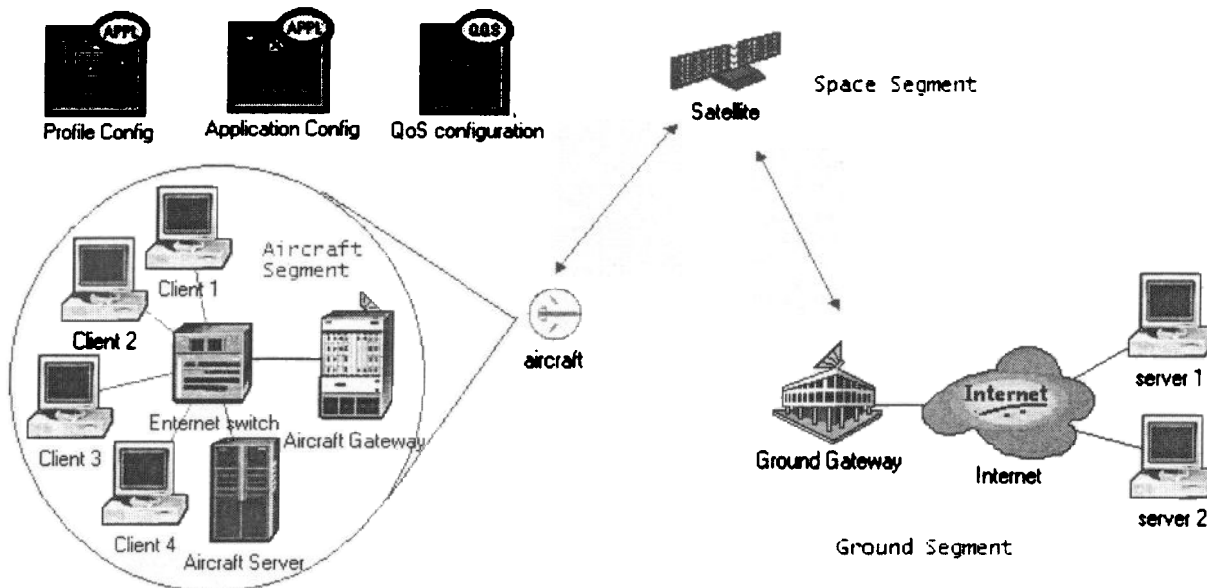 APPL
APPL
QOS
Profile Config
Application Config
QoS configuration
Satellite
Space Segment
Aircraft
Segment
Client 1
Client 2
aircraft
Enternet switch
Aircraft Gateway
Client 3
Client 4
Aircraft Server
Internet
server 1
Ground Gateway
Internet
server 2
Ground Segment